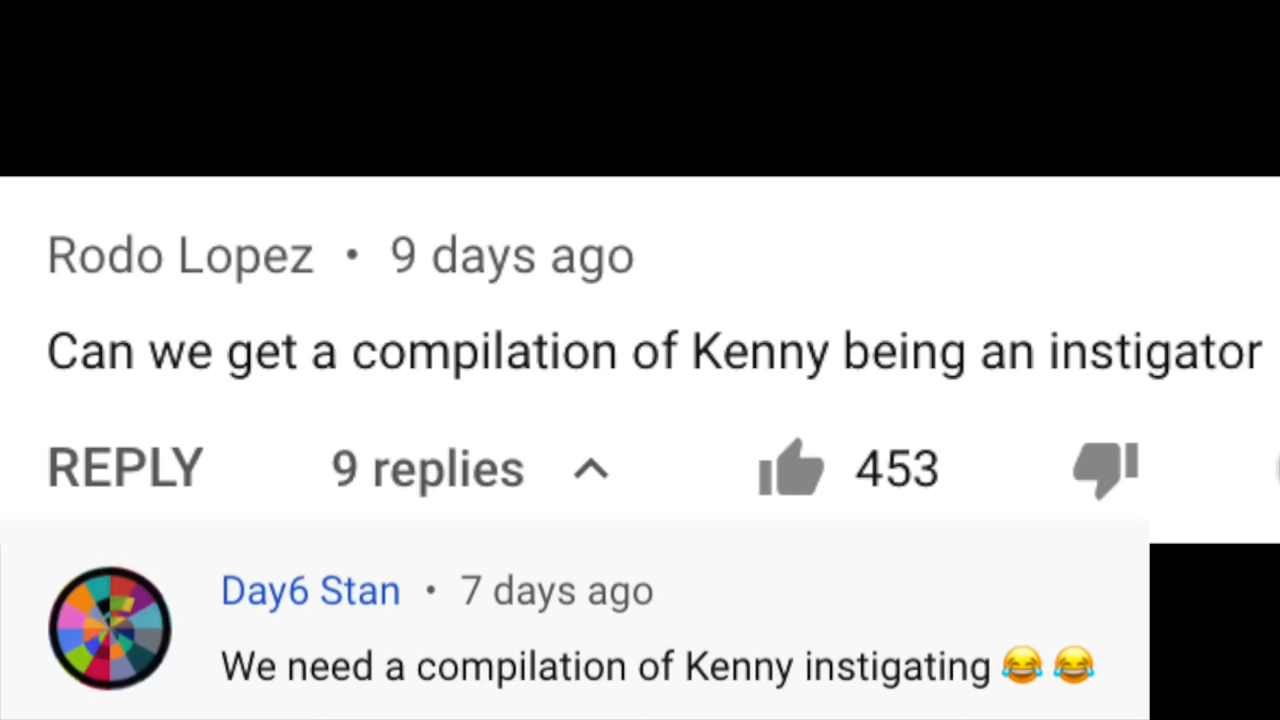 Rodo Lopez • 9 days ago
Can we get a compilation of Kenny being an instigator
REPLY 9 replies 453
Day6 Stan • 7 days ago
We need a compilation of Kenny instigating 😂 😂